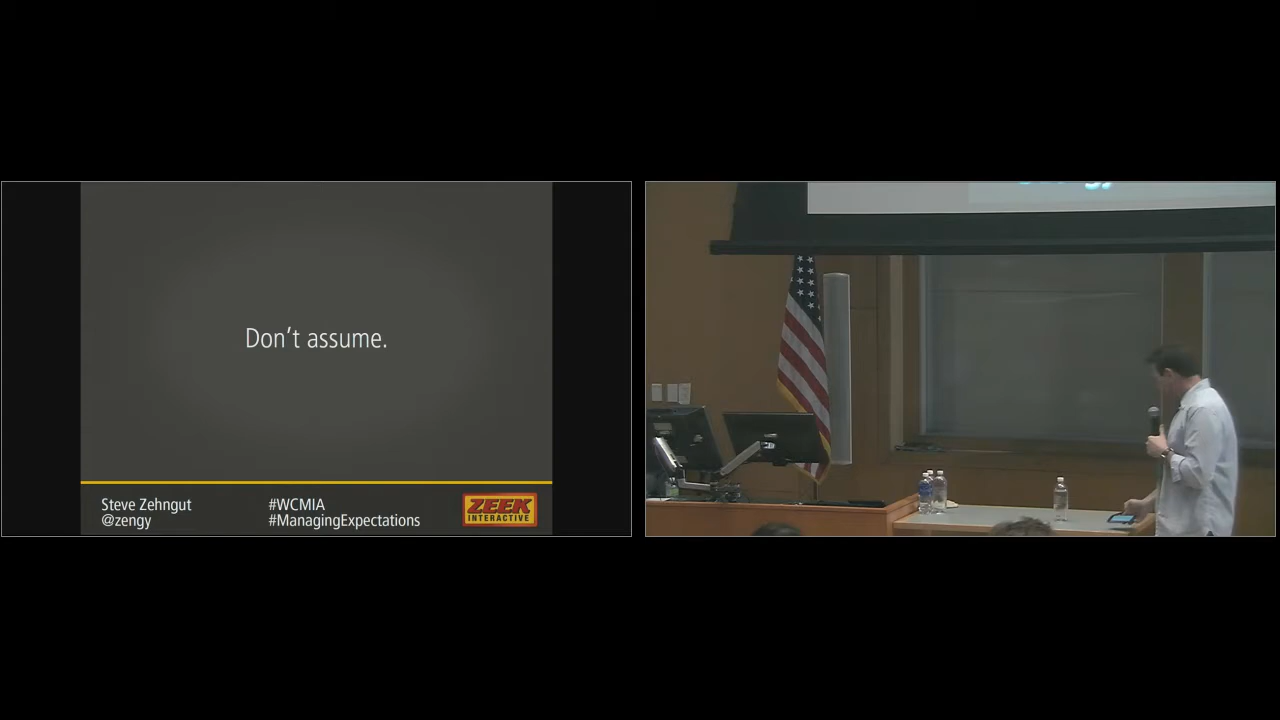 Don't assume.
Steve Zehngut
@zengy
#WCMIA
#ManagingExpectations
ZEEK
INTERACTIVE